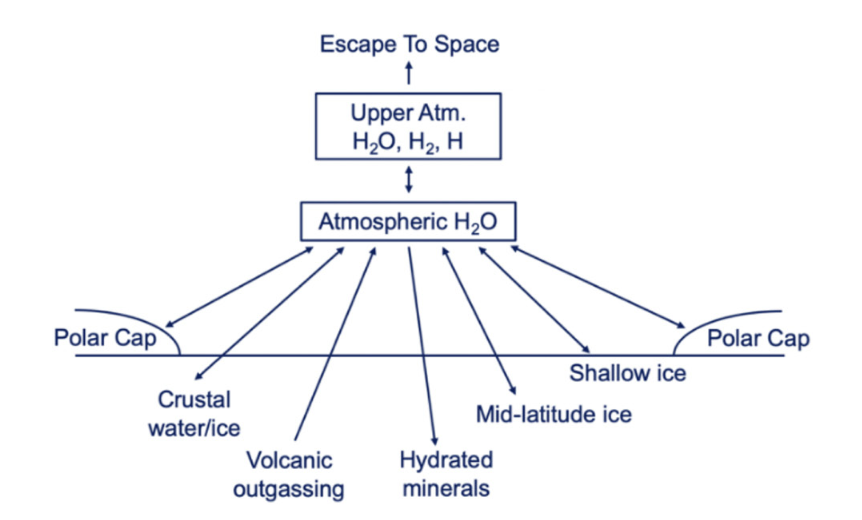 Escape To Space
Upper Atm.
H₂O, H₂, H
Atmospheric H₂O
Polar Cap
Polar Cap
Shallow ice
Crustal
water/ice
Mid-latitude ice
Volcanic
outgassing
Hydrated
minerals